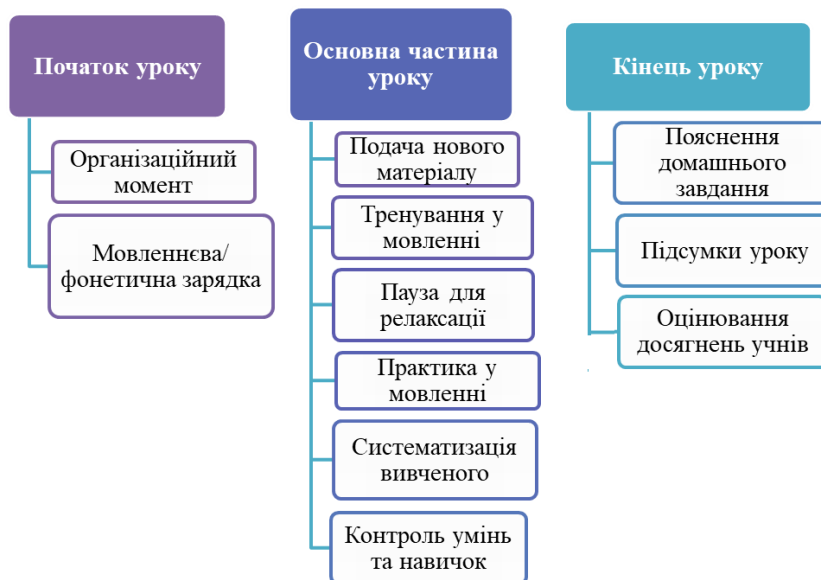 Початок уроку
Організаційний
момент
Мовленнєва/
фонетична зарядка
Основна частина
уроку
Подача нового
матеріалу
Тренування у
мовленні
Пауза для
релаксації
Практика у
мовленні
Систематизація
вивченого
Контроль умінь
та навичок
Кінець уроку
Пояснення
домашнього
завдання
Підсумки уроку
Оцінювання
досягнень учнів